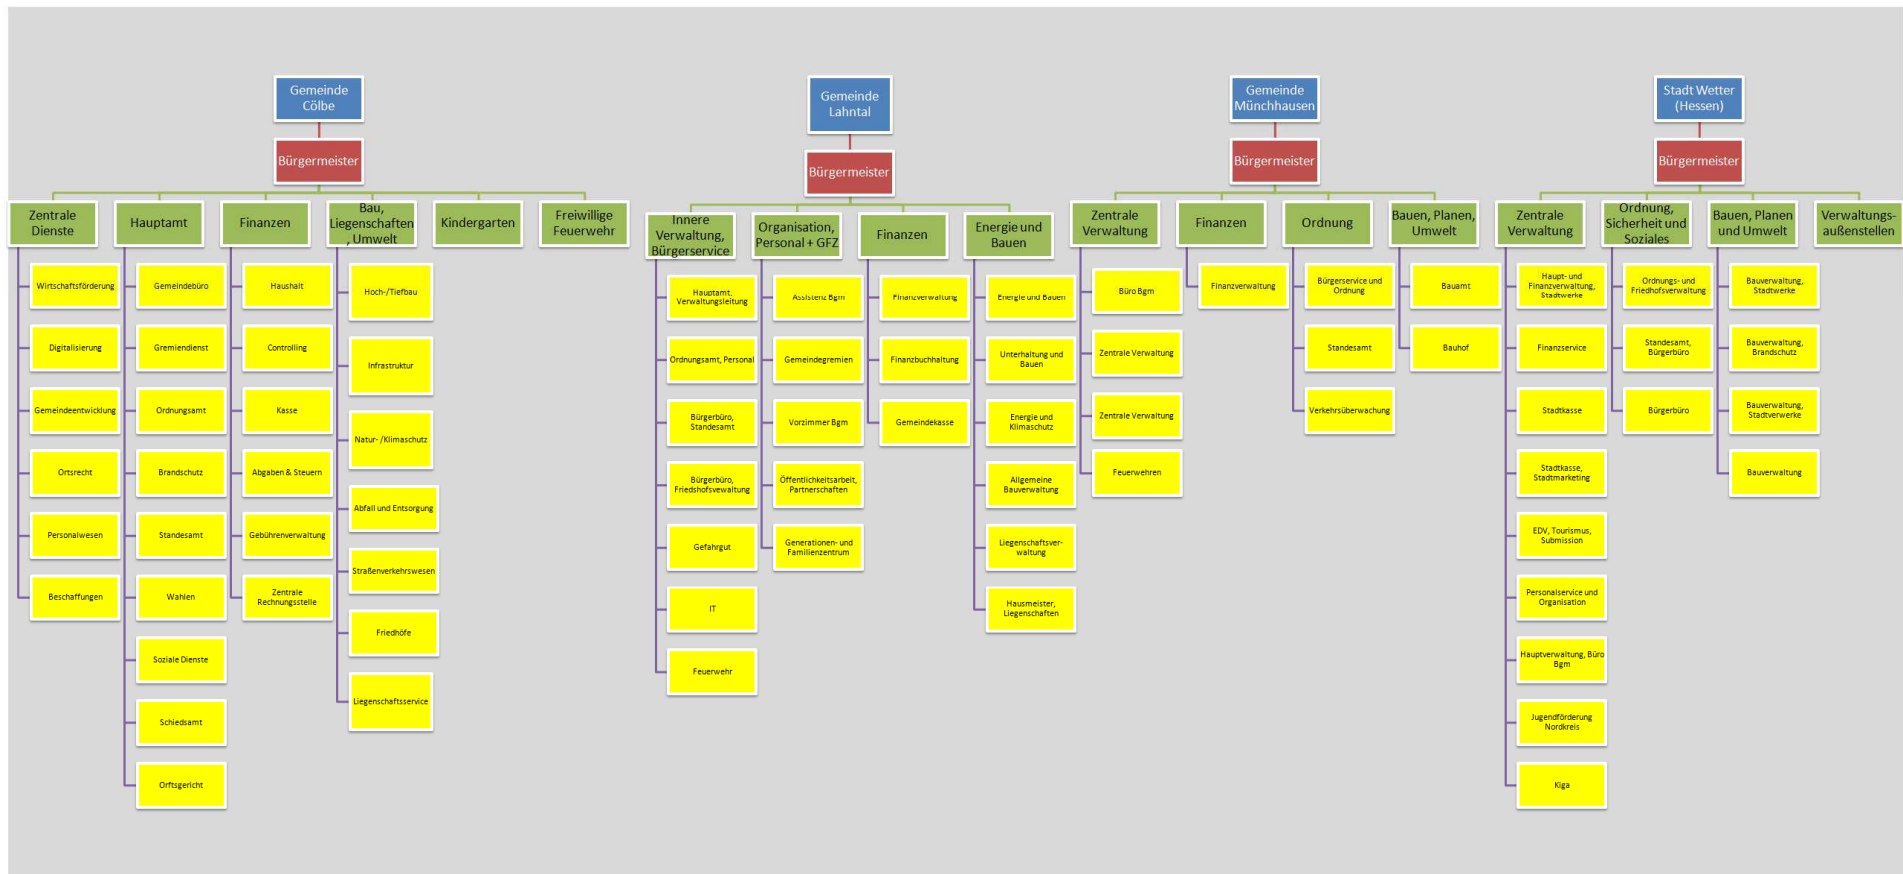 Gemeinde
Cölbe
Bürgermeister
Zentrale
Dienste
Wirtschaftsförderung
Digitalisierung
Gemeindeentwicklung
Ortsrecht
Personalwesen
Beschaffungen
Hauptamt
Gemeindebüro
Gremiendienst
Ordnungsamt
Brandschutz
Standesamt
Wahlen
Soziale Dienste
Schiedsamt
Orftsgericht
Finanzen
Haushalt
Controlling
Kasse
Abgaben & Steuern
Gebührenverwaltung
Zentrale
Rechnungsstelle
Bau,
Liegenschaften
, Umwelt
Hoch-/Tiefbau
Infrastruktur
Natur-/Klimaschutz
Abfall und Entsorgung
Straßenverkehrswesen
Friedhöfe
Liegenschaftsservice
Kindergarten
Freiwillige
Feuerwehr
Gemeinde
Lahntal
Bürgermeister
Innere
Verwaltung,
Bürgerservice
Hauptamt,
Verwaltungsleitung
Ordnungsamt, Personal
Bürgerbüro,
Standesamt
Bürgerbüro,
Friedshofsvewaltung
Gefahrgut
IT
Feuerwehr
Organisation,
Personal + GFZ
Assistenz Bgm
Gemeindegremien
Vorzimmer Bgm
Öffentlichkeitsarbeit,
Partnerschaften
Generationen- und
Familienzentrum
Finanzen
Finanzverwaltung
Finanzbuchhaltung
Gemeindekasse
Energie und
Bauen
Energie und Bauen
Unterhaltung und
Bauen
Energie und
Klimaschutz
Allgemeine
Bauverwaltung
Liegenschaftsver-
waltung
Hausmeister,
Liegenschaften
Gemeinde
Münchhausen
Bürgermeister
Zentrale
Verwaltung
Büro Bgm
Zentrale Verwaltung
Zentrale Verwaltung
Feuerwehren
Finanzen
Finanzverwaltung
Ordnung
Bürgerservice und
Ordnung
Standesamt
Verkehrsüberwachung
Bauen, Planen,
Umwelt
Bauamt
Bauhof
Stadt Wetter
(Hessen)
Bürgermeister
Zentrale
Verwaltung
Haupt- und
Finanzverwaltung,
Stadtwerke
Finanzservice
Stadtkasse
Stadtkasse,
Stadtmarketing
EDV, Tourismus,
Submission
Personalservice und
Organisation
Hauptverwaltung, Büro
Bgm
Jugendförderung
Nordkreis
Kiga
Ordnung,
Sicherheit und
Soziales
Ordnungs- und
Friedhofsverwaltung
Standesamt,
Bürgerbüro
Bürgerbüro
Bauen, Planen
und Umwelt
Bauverwaltung,
Stadtwerke
Bauverwaltung,
Brandschutz
Bauverwaltung,
Stadtverwerke
Bauverwaltung
Verwaltungs-
außenstellen